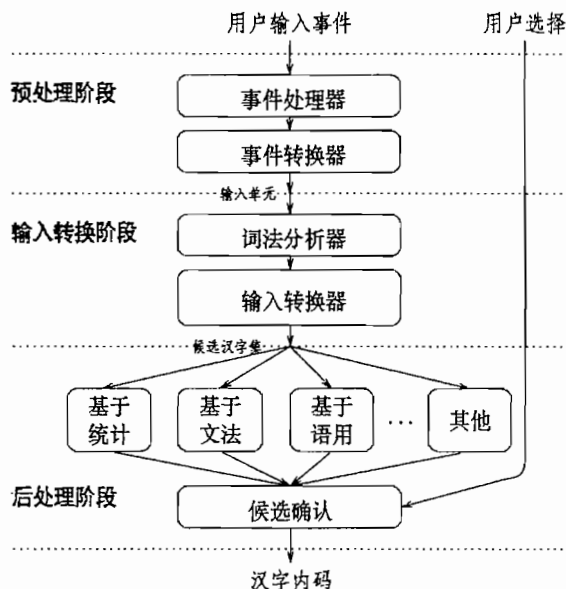 用户输入事件 用户选择
预处理阶段
事件处理器
事件转换器
输入单元
输入转换阶段
词法分析器
输入转换器
候选汉字集
基于
统计
基于
文法
基于
语用
···
其他
后处理阶段
候选确认
汉字内码